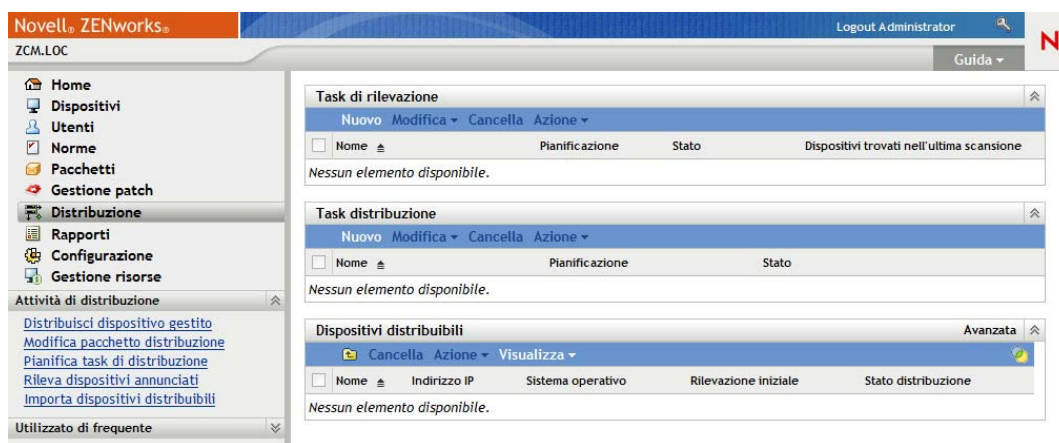 Novell® ZENworks®
Logout Administrator
N
ZCM.LOC
Guida
Home
Dispositivi
Utenti
Norme
Pacchetti
Gestione patch
Distribuzione
Rapporti
Configurazione
Gestione risorse
Attività di distribuzione
Distribuisci dispositivo gestito
Modifica pacchetto distribuzione
Pianifica task di distribuzione
Rileva dispositivi annunciati
Importa dispositivi distribuibili
Utilizzato di frequente
Task di rilevazione
Nuovo Modifica Cancella Azione
Nome Pianificazione Stato Dispositivi trovati nell'ultima scansione
Nessun elemento disponibile.
Task distribuzione
Nuovo Modifica Cancella Azione
Nome Pianificazione Stato
Nessun elemento disponibile.
Dispositivi distribuibili Avanzata
Cancella Azione Visualizza
Nome Indirizzo IP Sistema operativo Rilevazione iniziale Stato distribuzione
Nessun elemento disponibile.